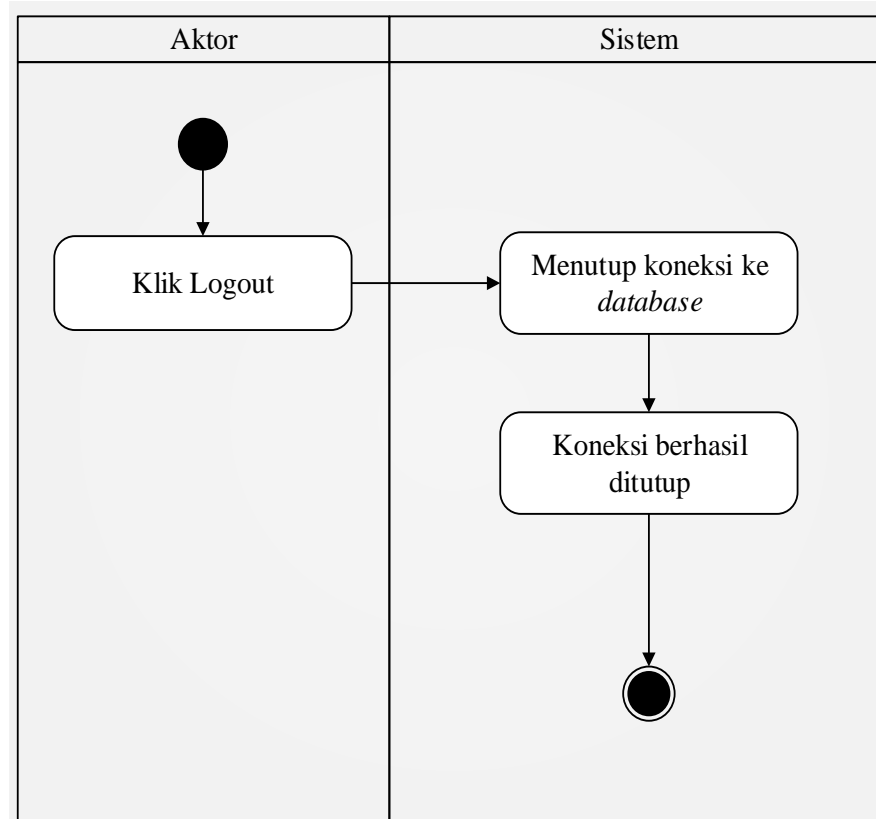 Aktor
Sistem
Klik Logout
Menutup koneksi ke
database
Koneksi berhasil
ditutup